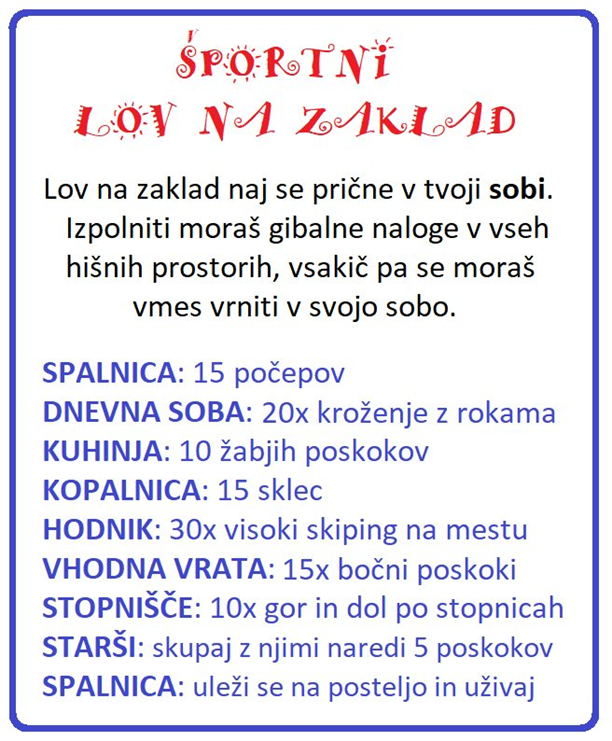 ŠPORTNI
LOV NA ZAKLAD
Lov na zaklad naj se prične v tvoji sobi.
Izpolniti moraš gibalne naloge v vseh
hišnih prostorih, vsakič pa se moraš
vmes vrniti v svojo sobo.
SPALNICA: 15 počepov
DNEVNA SOBA: 20x kroženje z rokama
KUHINJA: 10 žabjih poskokov
KOPALNICA: 15 sklec
HODNIK: 30x visoki skiping na mestu
VHODNA VRATA: 15x bočni poskoki
STOPNIŠČE: 10x gor in dol po stopnicah
STARŠI: skupaj z njimi naredi 5 poskokov
SPALNICA: uleži se na posteljo in uživaj